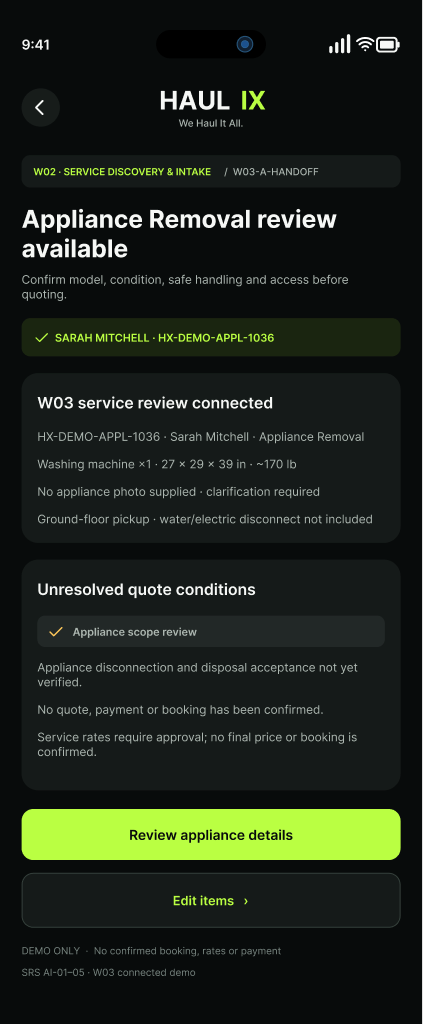 9:41
HAUL IX
We Haul It All.
W02 · SERVICE DISCOVERY & INTAKE / W03-A-HANDOFF
Appliance Removal review
available
Confirm model, condition, safe handling and access before
quoting.
SARAH MITCHELL · HX-DEMO-APPL-1036
W03 service review connected
HX-DEMO-APPL-1036 · Sarah Mitchell · Appliance Removal
Washing machine ×1 · 27 × 29 × 39 in · ~170 lb
No appliance photo supplied · clarification required
Ground-floor pickup · water/electric disconnect not included
Unresolved quote conditions
Appliance scope review
Appliance disconnection and disposal acceptance not yet
verified.
No quote, payment or booking has been confirmed.
Service rates require approval; no final price or booking is
confirmed.
Review appliance details
Edit items ›
DEMO ONLY · No confirmed booking, rates or payment
SRS AI-01–05 · W03 connected demo